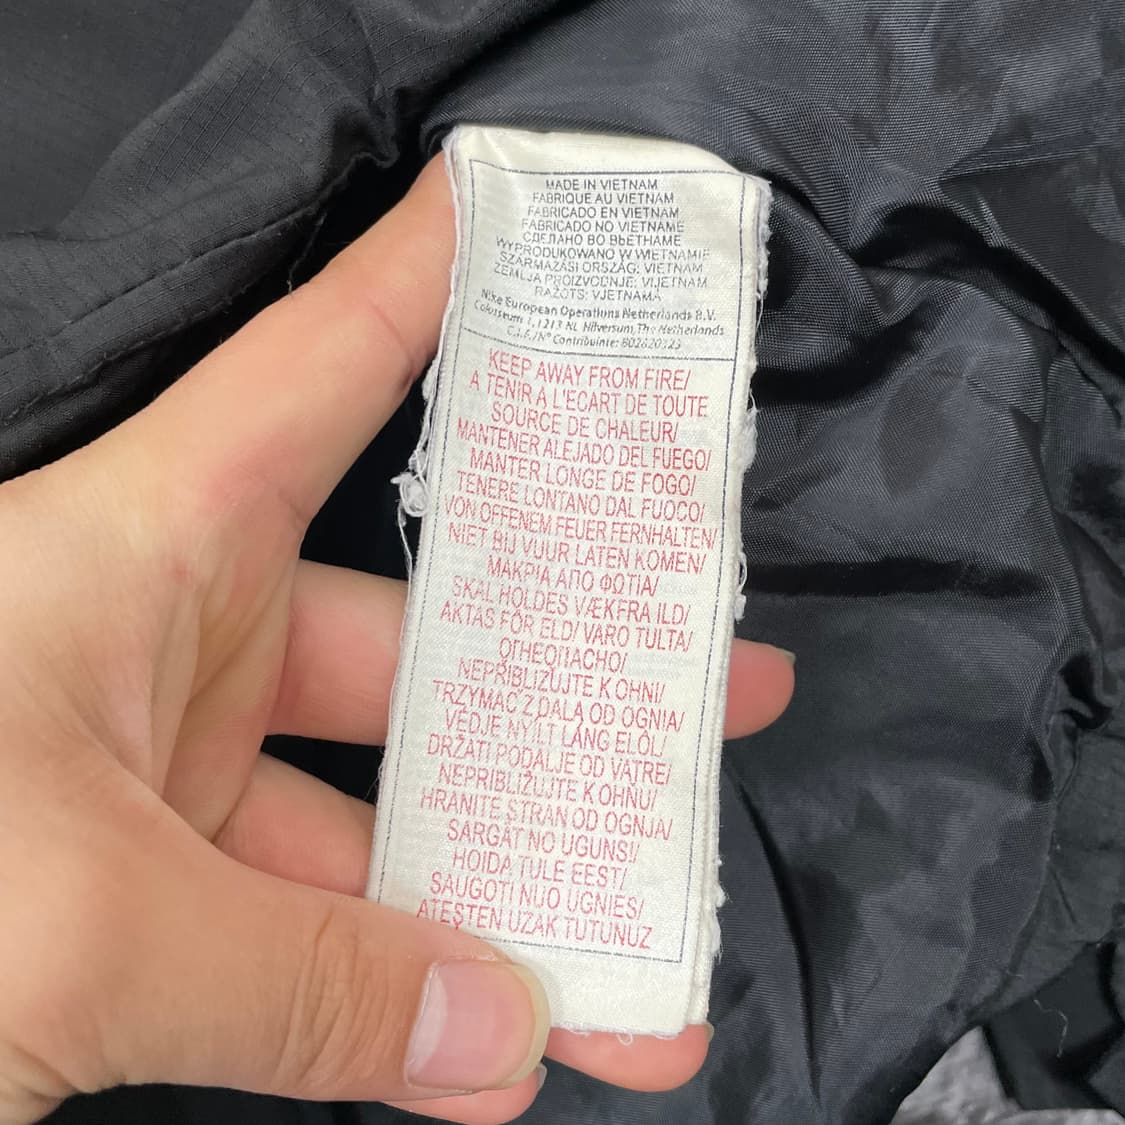 MADE IN VIETNAM
FABRIQUE AU VIETNAM
FABRICADO EN VIETNAM
FABRICADO NO VIETNAME
СДЕЛАНО ВО ВЬЕТНАМЕ
WYPRODUKOWANO W WIETNAMIE
SZÁRMAZÁSI ORSZÁG: VIETNAM
ZEMLJA PROIZVODNJE: VIJETNAM
RAŽOTS: VJETNAMĀ
Nike European Operations Netherlands B.V.
Colosseum 1, 1213 NL Hilversum, The Netherlands
C.I.F./N° Contribuinte:
KEEP AWAY FROM FIRE/
A TENIR A L'ECART DE TOUTE
SOURCE DE CHALEUR/
MANTENER ALEJADO DEL FUEGO/
MANTER LONGE DE FOGO/
TENERE LONTANO DAL FUOCO/
VON OFFENEM FEUER FERNHALTEN/
NIET BIJ VUUR LATEN KOMEN/
ΜΑΚΡΙΑ ΑΠΟ ΦΩΤΙΑ/
SKAL HOLDES VÆKFRA ILD/
AKTAS FÖR ELD/ VARO TULTA/
ОГНЕОПАСНО/
NEPŘIBLIŽUJTE K OHNI/
TRZYMAĆ Z DALA OD OGNIA/
VÉDJE NYÍLT LÁNG ELŐL/
DRŽATI PODALJE OD VATRE/
NEPRIBLIŽUJTE K OHŇU/
HRANITE STRAN OD OGNJA/
SARGĀT NO UGUNS!/
HOIDA TULE EEST/
SAUGOTI NUO UGNIES/
ATEŞTEN UZAK TUTUNUZ